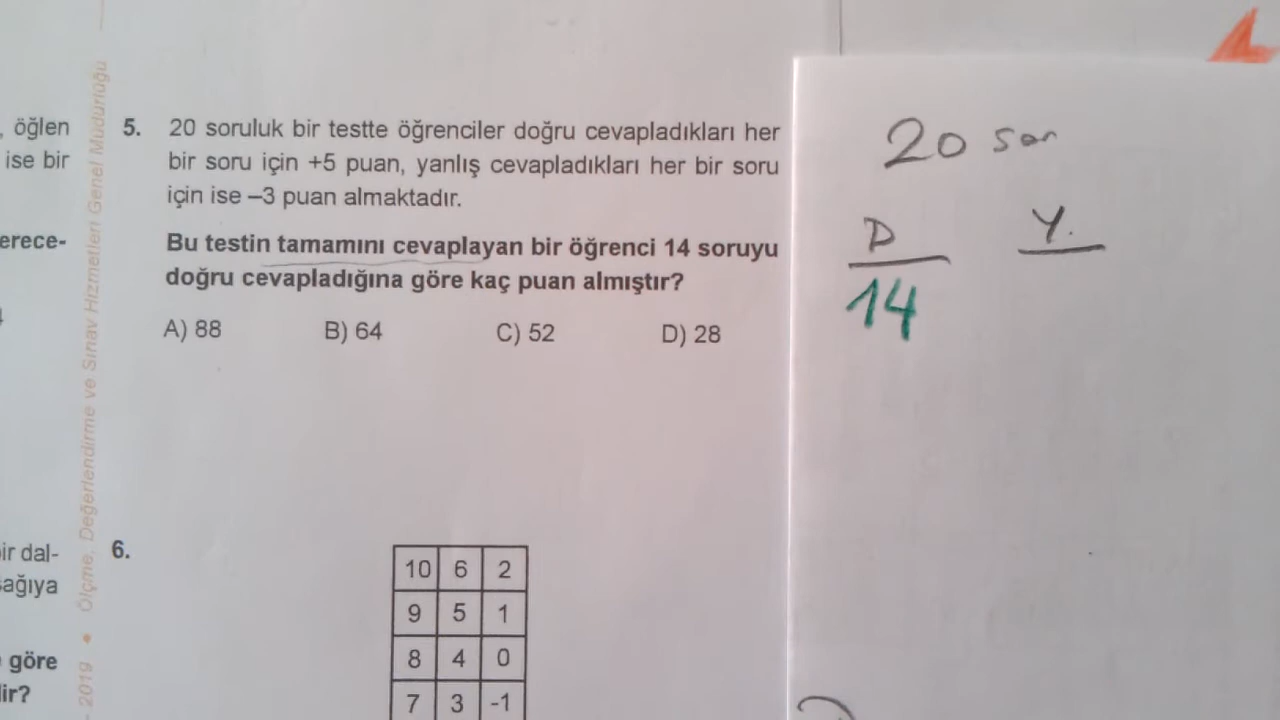 , öğlen
ise bir
erece-
ir dal-
sağıya
göre
lir?
2019 ♦ Ölçme, Değerlendirme ve Sınav Hizmetleri Genel Müdürlüğü
5. 20 soruluk bir testte öğrenciler doğru cevapladıkları her
bir soru için +5 puan, yanlış cevapladıkları her bir soru
için ise –3 puan almaktadır.
Bu testin tamamını cevaplayan bir öğrenci 14 soruyu
doğru cevapladığına göre kaç puan almıştır?
A) 88 B) 64 C) 52 D) 28
6.
10 6 2
9 5 1
8 4 0
7 3 -1
20 sor
D Y.
14